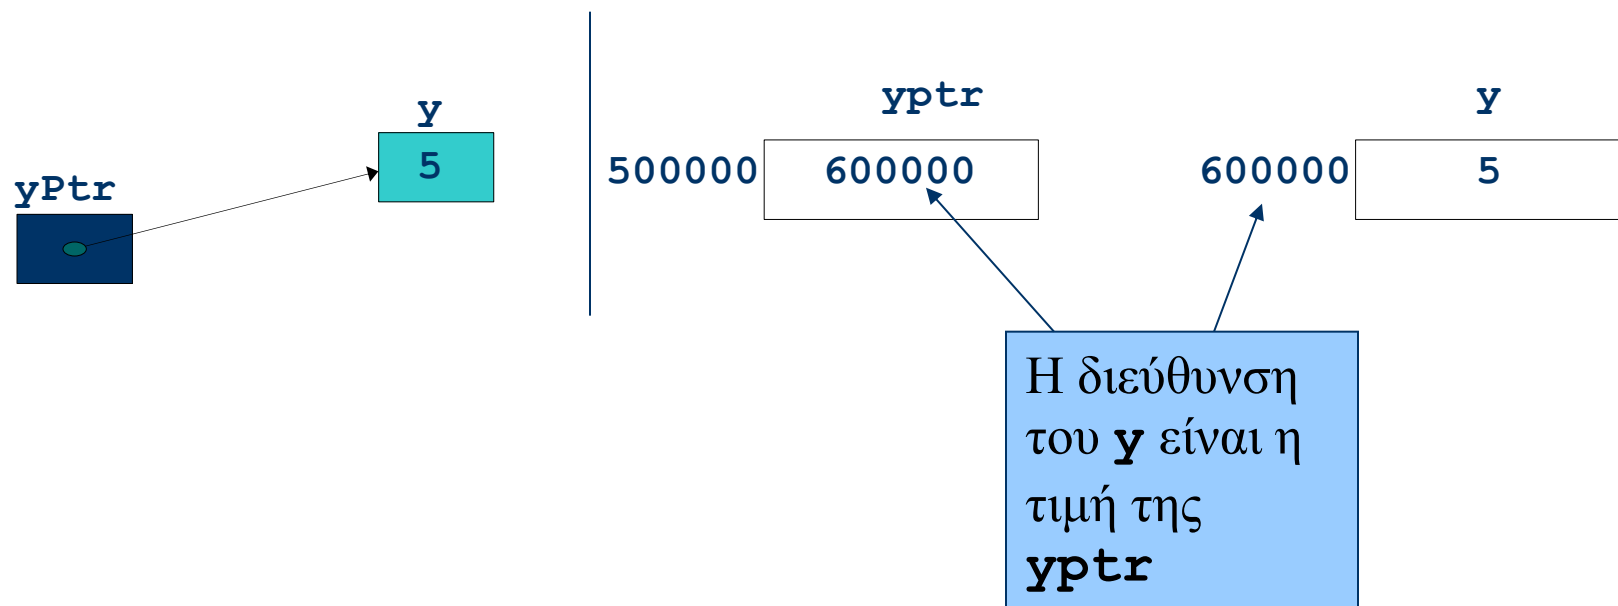 y
5
yPtr
yptr
y
500000 600000 600000 5
Η διεύθυνση
του y είναι η
τιμή της
yptr